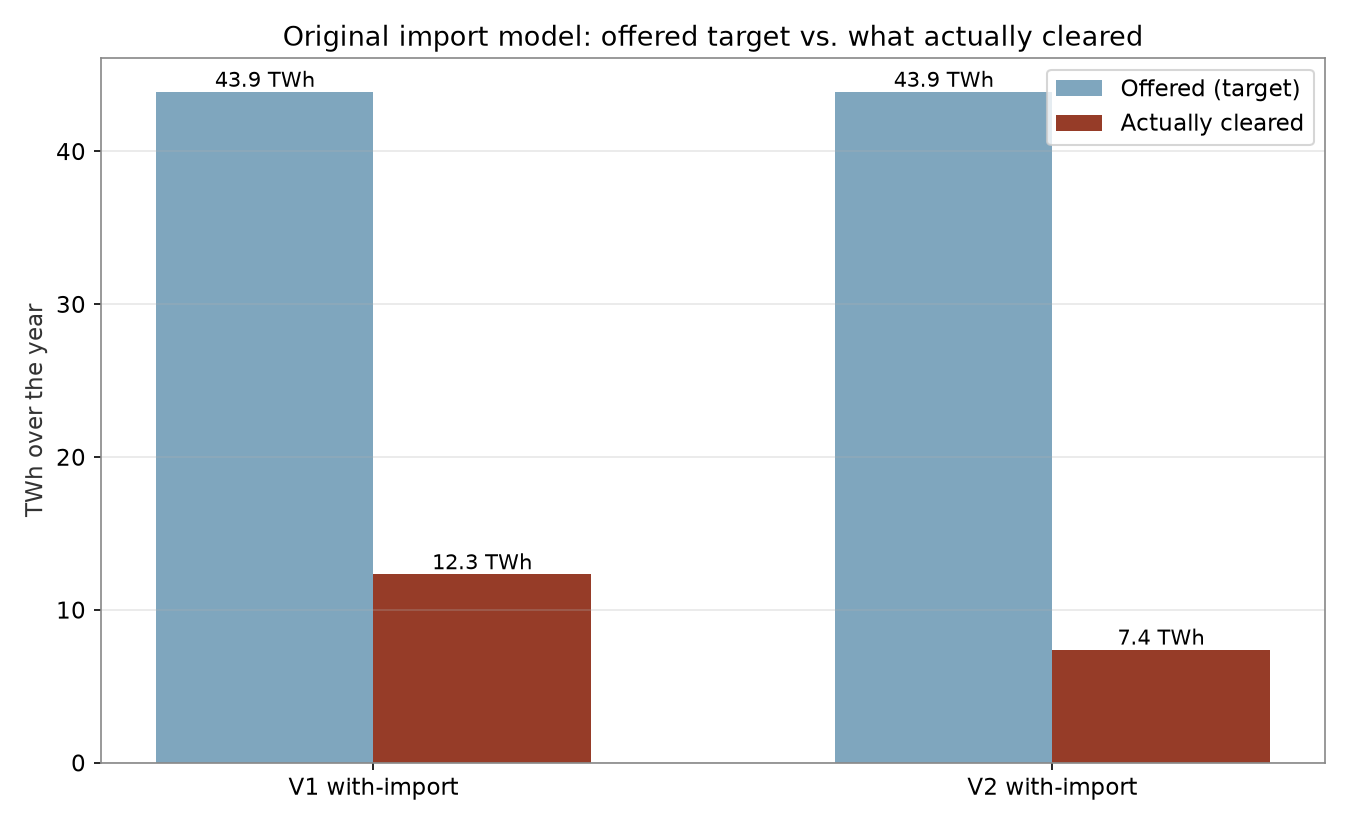 Original import model: offered target vs. what actually cleared
43.9 TWh
43.9 TWh
Offered (target)
Actually cleared
40
30
TWh over the year
20
12.3 TWh
10
7.4 TWh
0
V1 with-import
V2 with-import